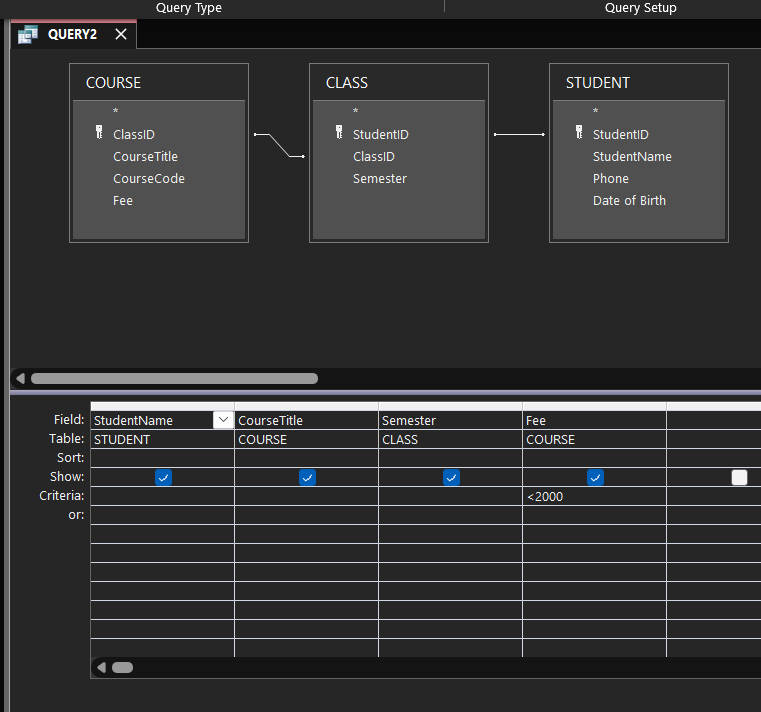 Query Type Query Setup
QUERY2
COURSE
*
ClassID
CourseTitle
CourseCode
Fee
CLASS
*
StudentID
ClassID
Semester
STUDENT
*
StudentID
StudentName
Phone
Date of Birth
Field: StudentName CourseTitle Semester Fee
Table: STUDENT COURSE CLASS COURSE
Sort:
Show:
Criteria: <2000
or: